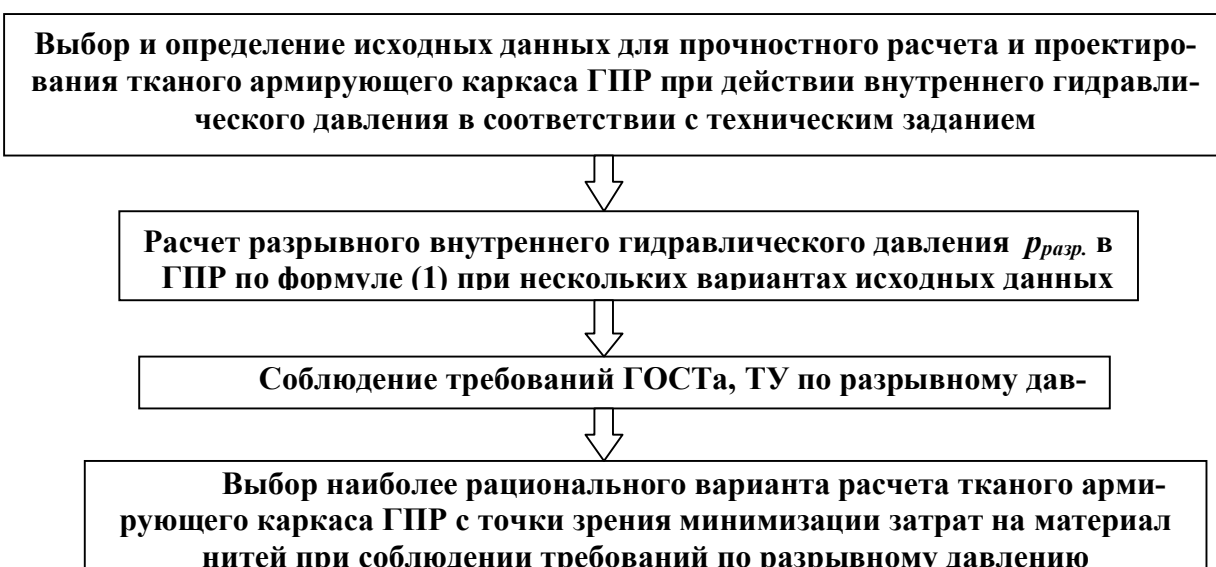 Выбор и определение исходных данных для прочностного расчета и проектиро-
вания тканого армирующего каркаса ГПР при действии внутреннего гидравли-
ческого давления в соответствии с техническим заданием
Расчет разрывного внутреннего гидравлического давления pразр. в
ГПР по формуле (1) при нескольких вариантах исходных данных
Соблюдение требований ГОСТа, ТУ по разрывному дав-
Выбор наиболее рационального варианта расчета тканого арми-
рующего каркаса ГПР с точки зрения минимизации затрат на материал
нитей при соблюдении требований по разрывному давлению